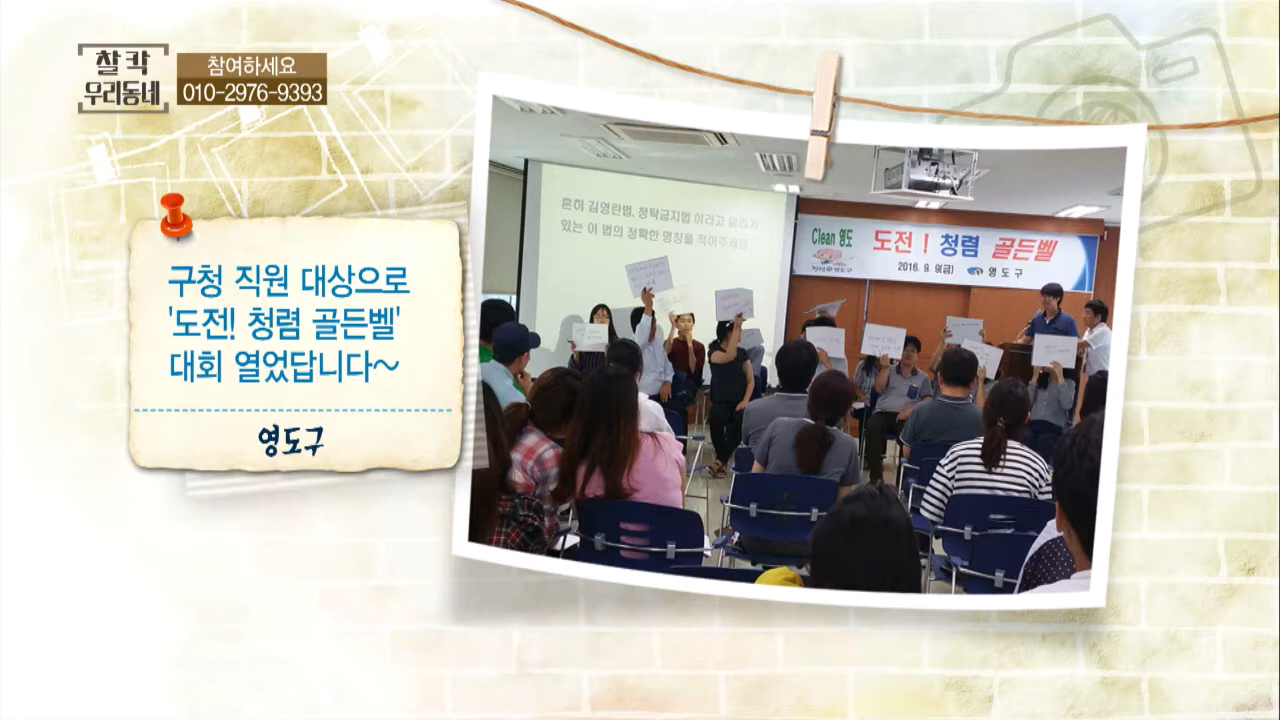 찰칵
우리동네
참여하세요
010-2976-9393
구청 직원 대상으로
'도전! 청렴 골든벨'
대회 열었답니다~
영도구
흔히 김영란법, 청탁금지법 이라고
있는 이 법의 정확한 명칭을 적어주세요
Clean 영도
도전! 청렴 골든벨
2016. 9. 9(금)
영도구